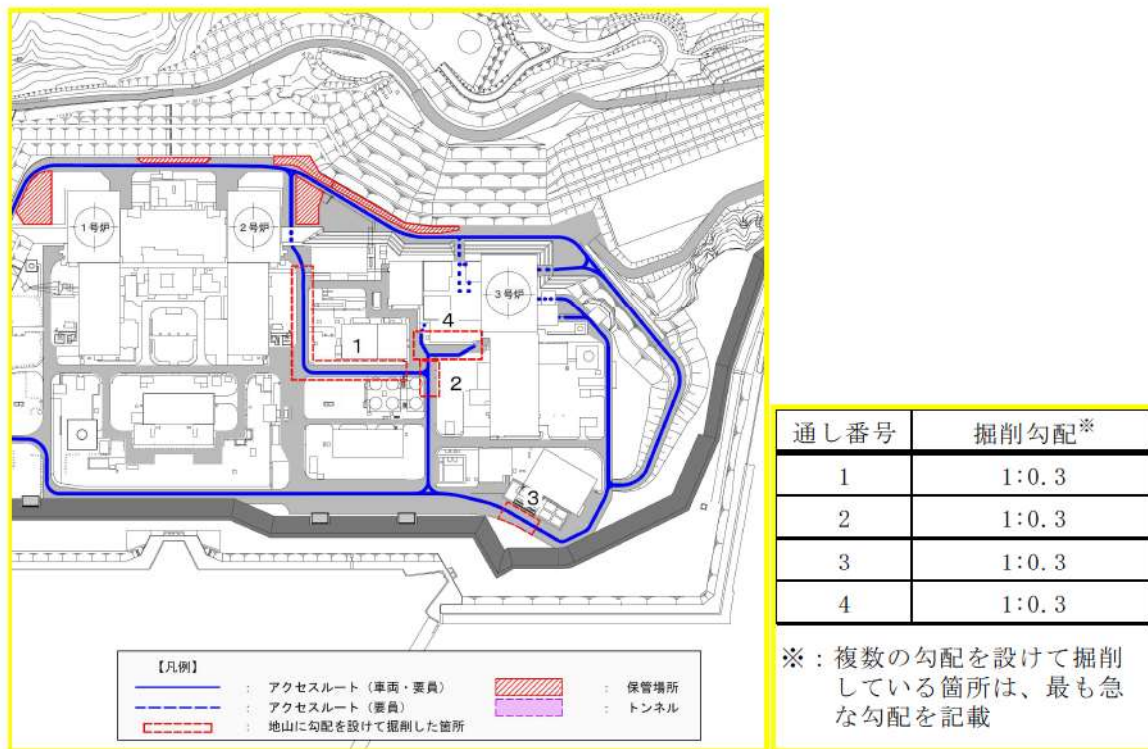 1号炉
2号炉
3号炉
4
1
2
3
【凡例】
： アクセスルート（車両・要員）
： アクセスルート（要員）
： 地山に勾配を設けて掘削した箇所
： 保管場所
： トンネル
通し番号 掘削勾配※
1 1:0.3
2 1:0.3
3 1:0.3
4 1:0.3
※：複数の勾配を設けて掘削
している箇所は、最も急
な勾配を記載